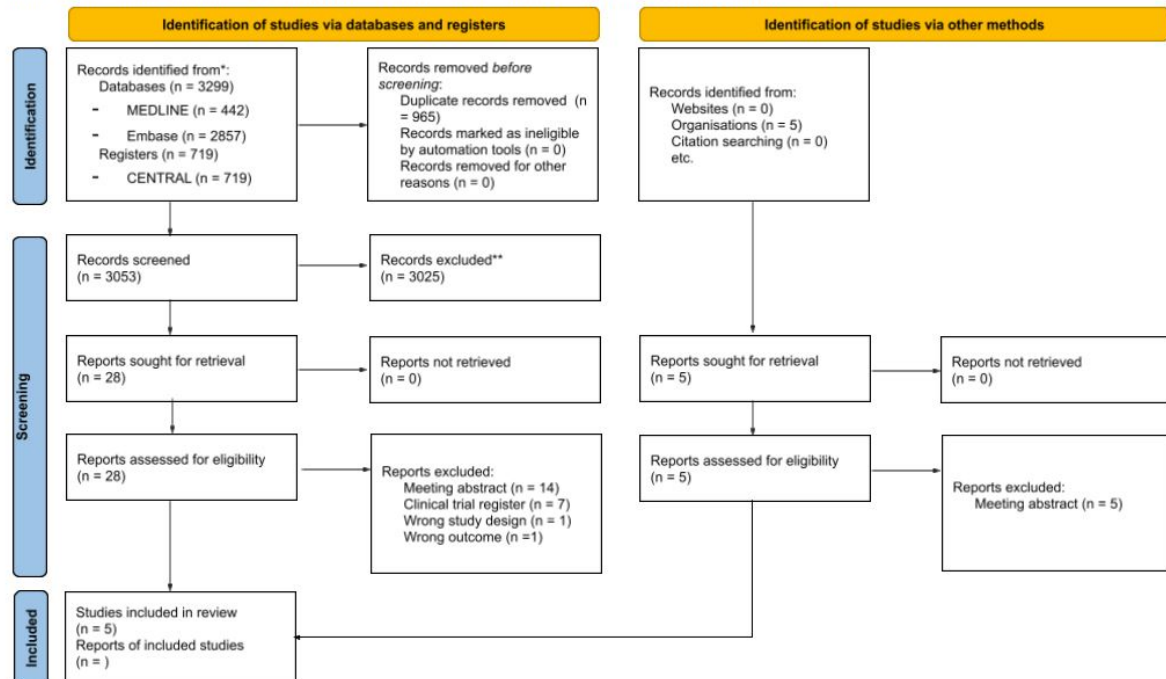 Identification of studies via databases and registers
Identification of studies via other methods
Identification
Records identified from*:
Databases (n = 3299)
- MEDLINE (n = 442)
- Embase (n = 2857)
Registers (n = 719)
- CENTRAL (n = 719)
Records removed before
screening:
Duplicate records removed (n
= 965)
Records marked as ineligible
by automation tools (n = 0)
Records removed for other
reasons (n = 0)
Records identified from:
Websites (n = 0)
Organisations (n = 5)
Citation searching (n = 0)
etc.
Screening
Records screened
(n = 3053)
Records excluded**
(n = 3025)
Reports sought for retrieval
(n = 28)
Reports not retrieved
(n = 0)
Reports sought for retrieval
(n = 5)
Reports not retrieved
(n = 0)
Reports assessed for eligibility
(n = 28)
Reports excluded:
Meeting abstract (n = 14)
Clinical trial register (n = 7)
Wrong study design (n = 1)
Wrong outcome (n =1)
Reports assessed for eligibility
(n = 5)
Reports excluded:
Meeting abstract (n = 5)
Included
Studies included in review
(n = 5)
Reports of included studies
(n = )